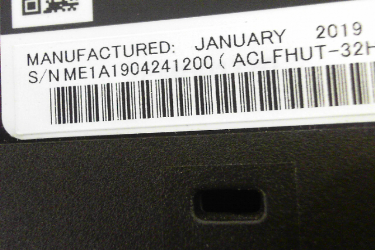 MANUFACTURED: JANUARY 2019
S/N ME1A1904241200 ( ACLFHUT-32H